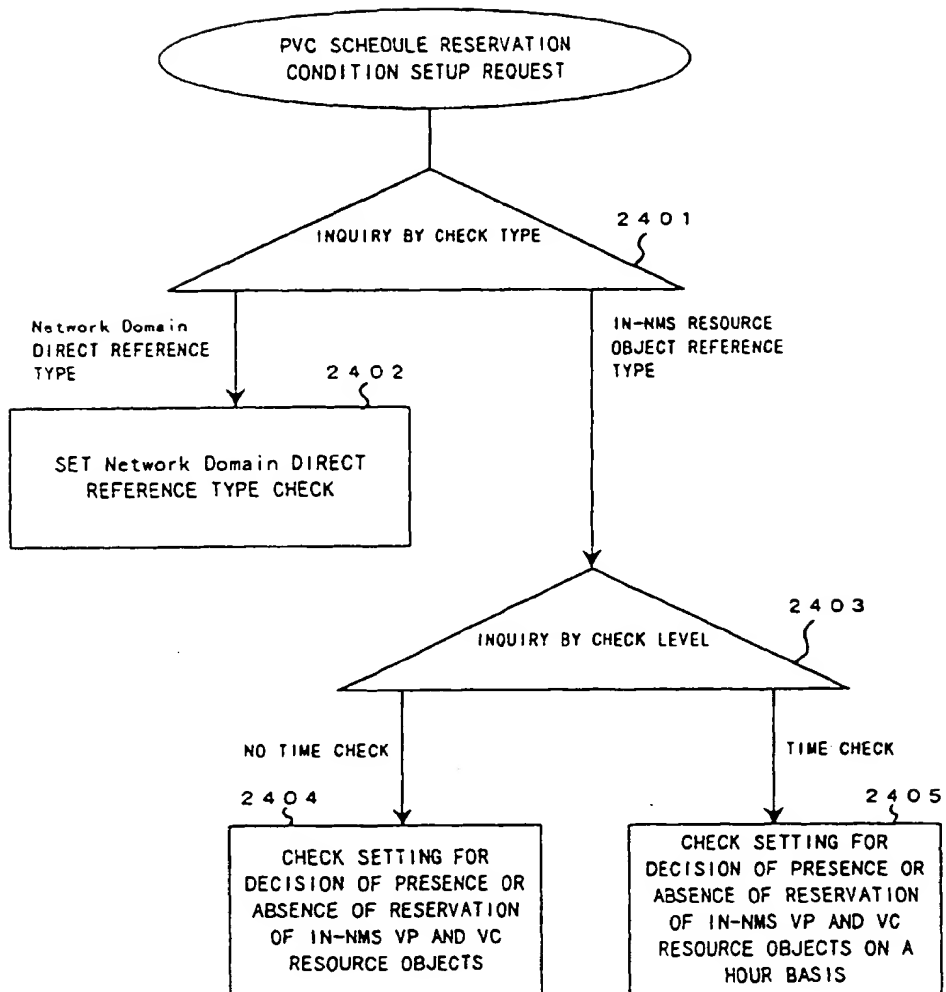 PVC SCHEDULE RESERVATION
CONDITION SETUP REQUEST
INQUIRY BY CHECK TYPE
2401
Network Domain
DIRECT REFERENCE
TYPE
IN-NMS RESOURCE
OBJECT REFERENCE
TYPE
2402
SET Network Domain DIRECT
REFERENCE TYPE CHECK
INQUIRY BY CHECK LEVEL
2403
NO TIME CHECK
TIME CHECK
2404
CHECK SETTING FOR
DECISION OF PRESENCE OR
ABSENCE OF RESERVATION
OF IN-NMS VP AND VC
RESOURCE OBJECTS
2405
CHECK SETTING FOR
DECISION OF PRESENCE OR
ABSENCE OF RESERVATION
OF IN-NMS VP AND VC
RESOURCE OBJECTS ON A
HOUR BASIS